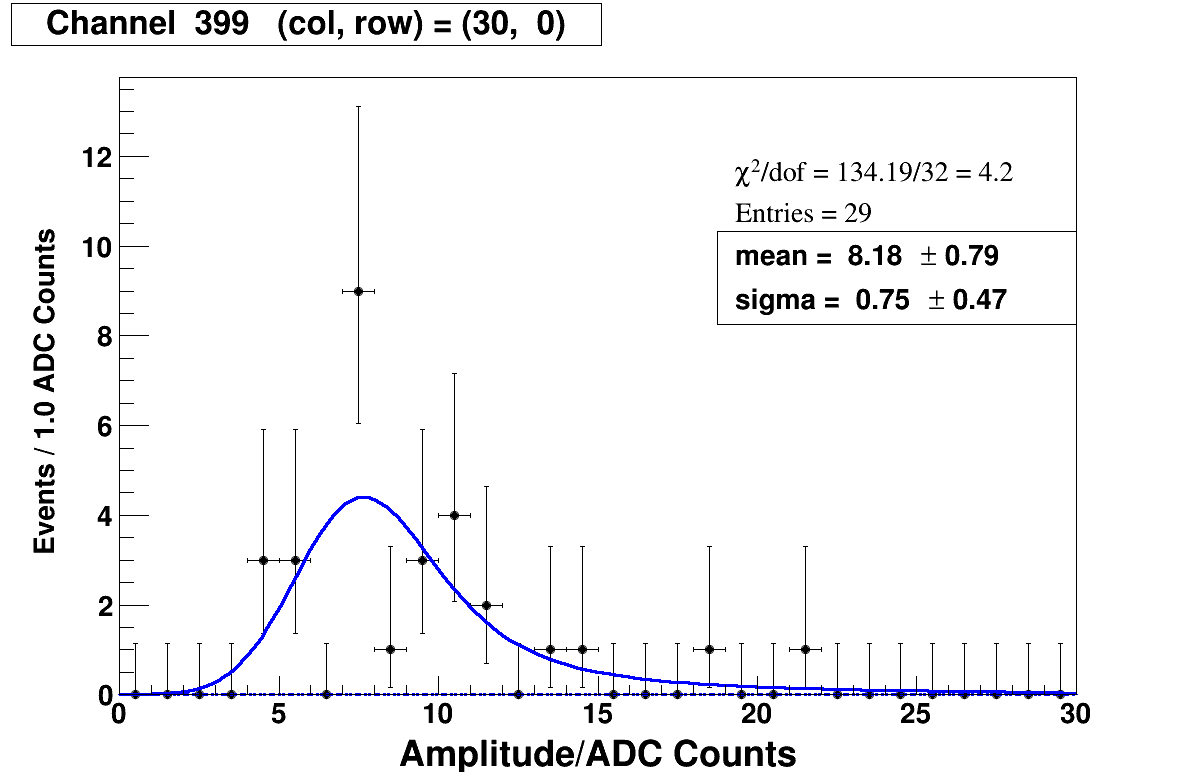 Channel 399 (col, row) = (30, 0)
χ²/dof = 134.19/32 = 4.2
Entries = 29
mean = 8.18 ± 0.79
sigma = 0.75 ± 0.47
Events / 1.0 ADC Counts
12
10
8
6
4
2
0
0 5 10 15 20 25 30
Amplitude/ADC Counts